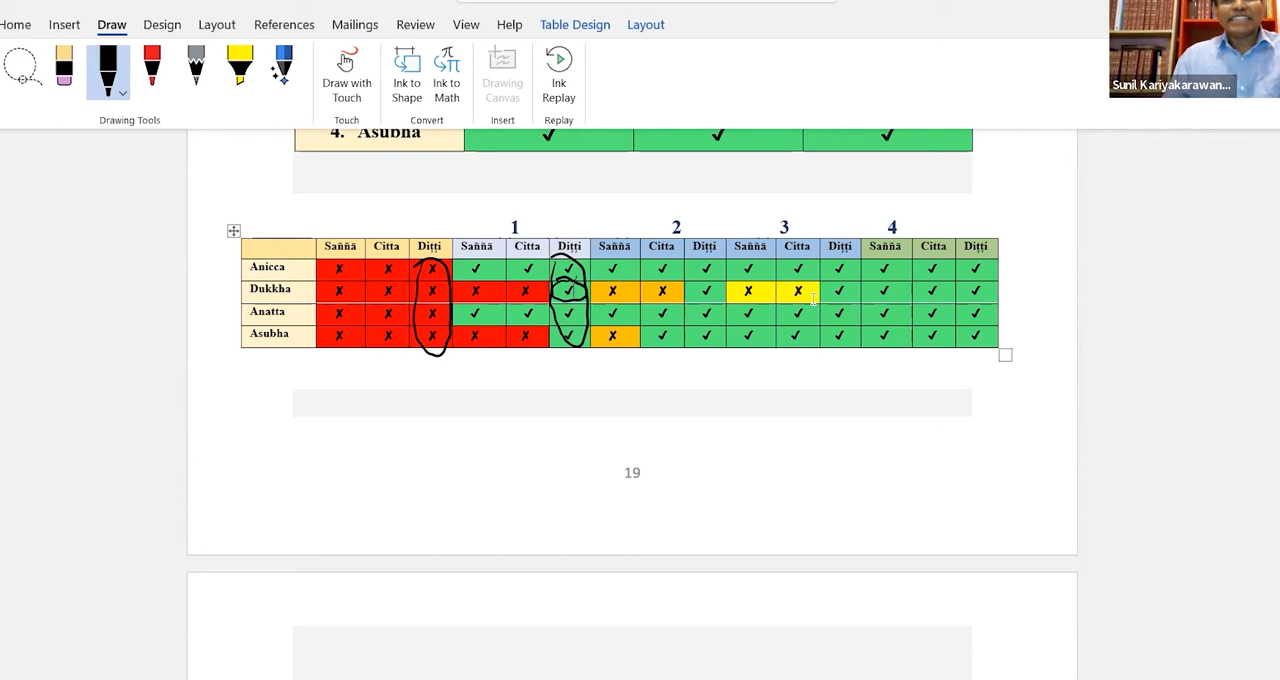 Home Insert Draw Design Layout References Mailings Review View Help Table Design Layout
Draw with Touch
Ink to Shape
Ink to Math
Drawing Canvas
Ink Replay
Drawing Tools Touch Convert Insert Replay
Sunil Kariyakarawan...
4. Asubha ✓ ✓ ✓
1 2 3 4
Saññā Citta Diṭṭi Saññā Citta Diṭṭi Saññā Citta Diṭṭi Saññā Citta Diṭṭi Saññā Citta Diṭṭi
Anicca ✗ ✗ ✗ ✓ ✓ ✓ ✓ ✓ ✓ ✓ ✓ ✓ ✓ ✓ ✓
Dukkha ✗ ✗ ✗ ✗ ✗ ✓ ✗ ✗ ✓ ✗ ✗ ✓ ✓ ✓ ✓
Anatta ✗ ✗ ✗ ✓ ✓ ✓ ✓ ✓ ✓ ✓ ✓ ✓ ✓ ✓ ✓
Asubha ✗ ✗ ✗ ✗ ✗ ✓ ✗ ✓ ✓ ✓ ✓ ✓ ✓ ✓ ✓
19